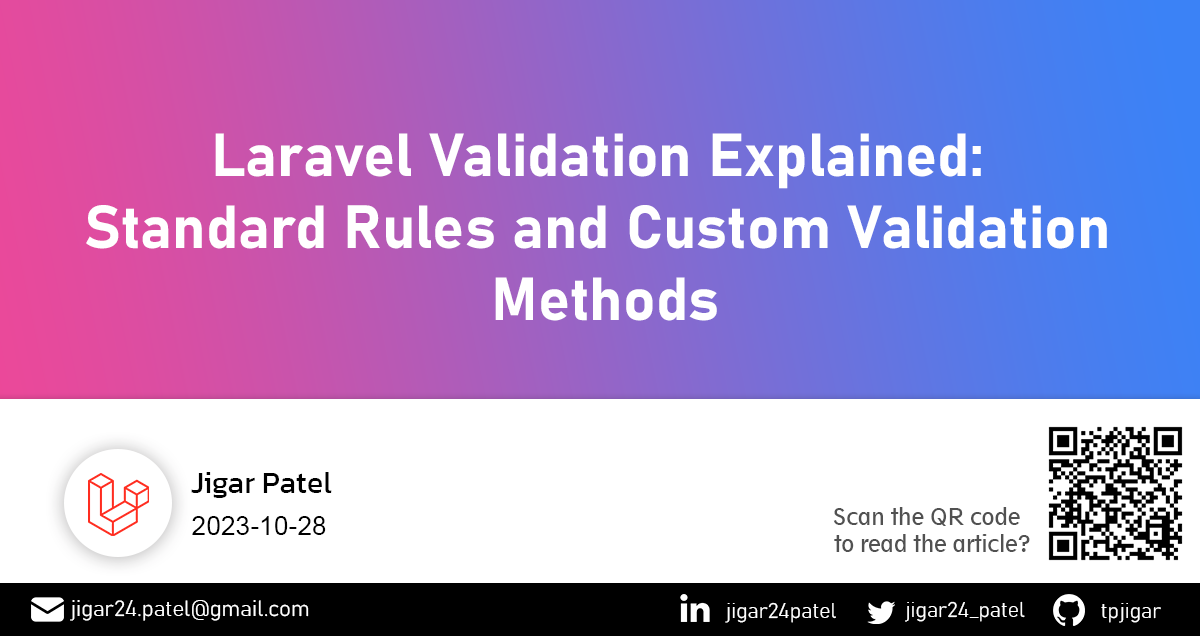 Laravel Validation Explained:
Standard Rules and Custom Validation
Methods
Jigar Patel
2023-10-28
Scan the QR code
to read the article?
jigar24.patel@gmail.com
in jigar24patel
jigar24_patel
tpjigar